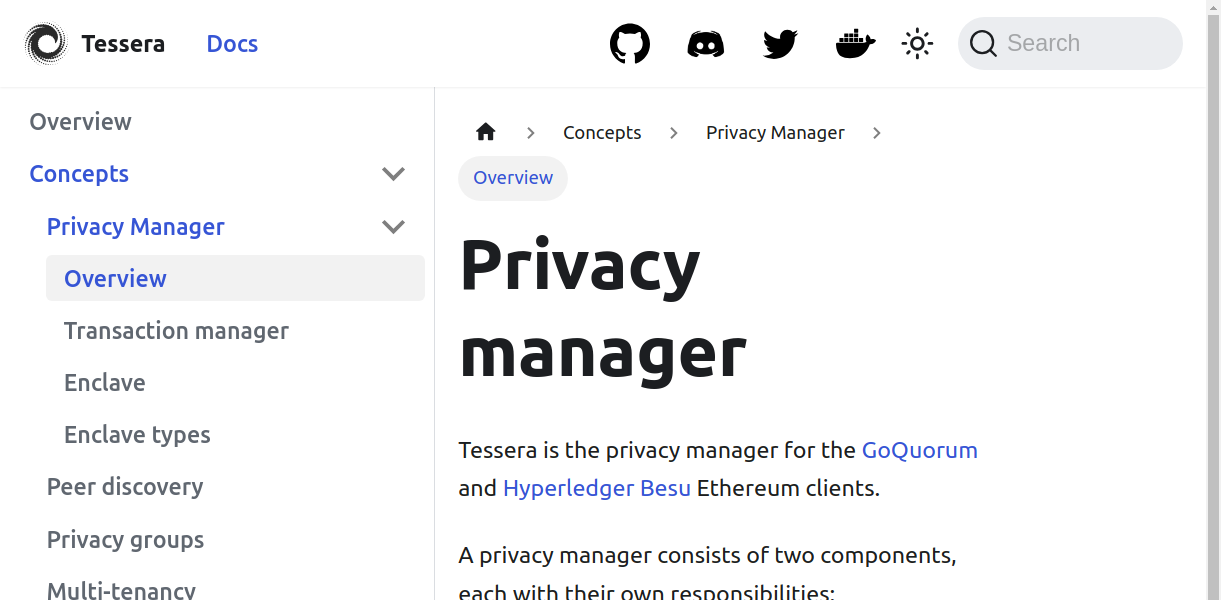 Tessera
Docs
Search
Overview
Concepts
Privacy Manager
Overview
Transaction manager
Enclave
Enclave types
Peer discovery
Privacy groups
Multi-tenancy
Concepts
Privacy Manager
Overview
Privacy
manager
Tessera is the privacy manager for the GoQuorum
and Hyperledger Besu Ethereum clients.
A privacy manager consists of two components,
each with their own responsibilities: